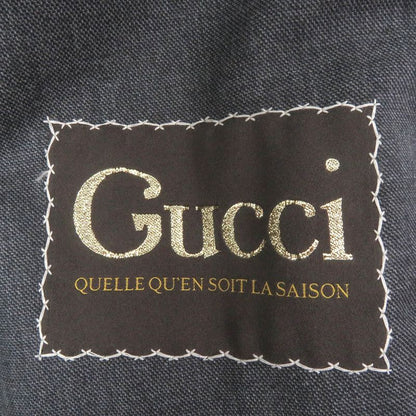 Gucci
QUELLE QU'EN SOIT LA SAISON